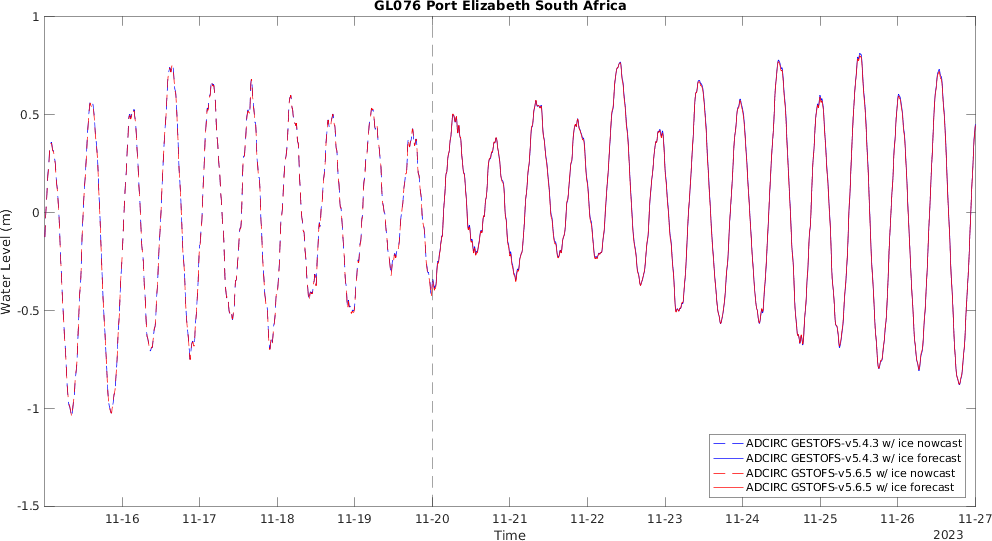 GL076 Port Elizabeth South Africa
1
0.5
0
-0.5
-1
-1.5
Water Level (m)
11-16
11-17
11-18
11-19
11-20
11-21
11-22
11-23
11-24
11-25
11-26
11-27
Time
2023
ADCIRC GESTOFS-v5.4.3 w/ ice nowcast
ADCIRC GESTOFS-v5.4.3 w/ ice forecast
ADCIRC GSTOFS-v5.6.5 w/ ice nowcast
ADCIRC GSTOFS-v5.6.5 w/ ice forecast